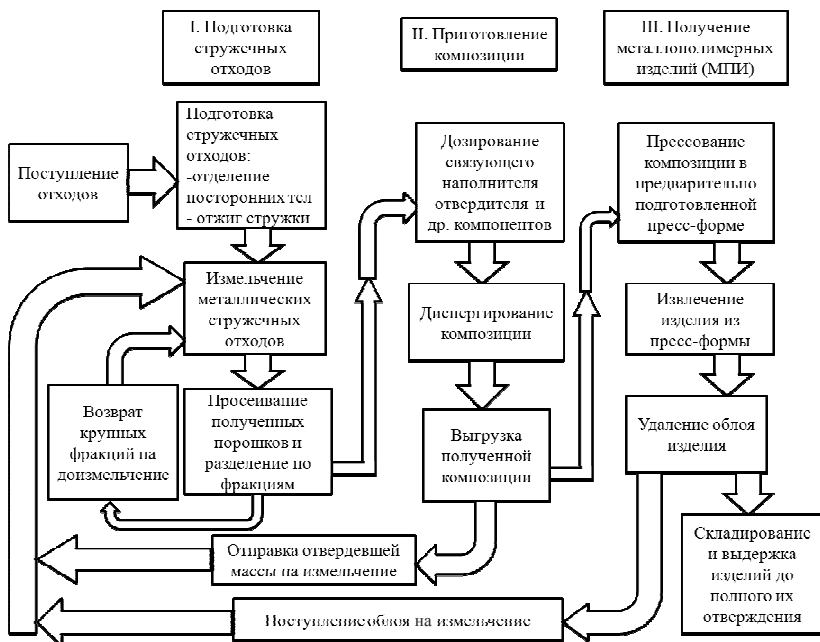 I. Подготовка
стружечных
отходов
II. Приготовление
композиции
III. Получение
металлополимерных
изделий (МПИ)
Поступление
отходов
Подготовка
стружечных
отходов:
-отделение
посторонних тел
- отжиг стружки
Измельчение
металлических
стружечных
отходов
Возврат
крупных
фракций на
доизмельчение
Просеивание
полученных
порошков и
разделение по
фракциям
Дозирование
связующего
наполнителя
отвердителя и
др. компонентов
Диспергирование
композиции
Выгрузка
полученной
композиции
Прессование
композиции в
предварительно
подготовленной
пресс-форме
Извлечение
изделия из
пресс-формы
Удаление облоя
изделия
Складирование
и выдержка
изделий до
полного их
отверждения
Отправка отвердевшей
массы на измельчение
Поступление облоя на измельчение